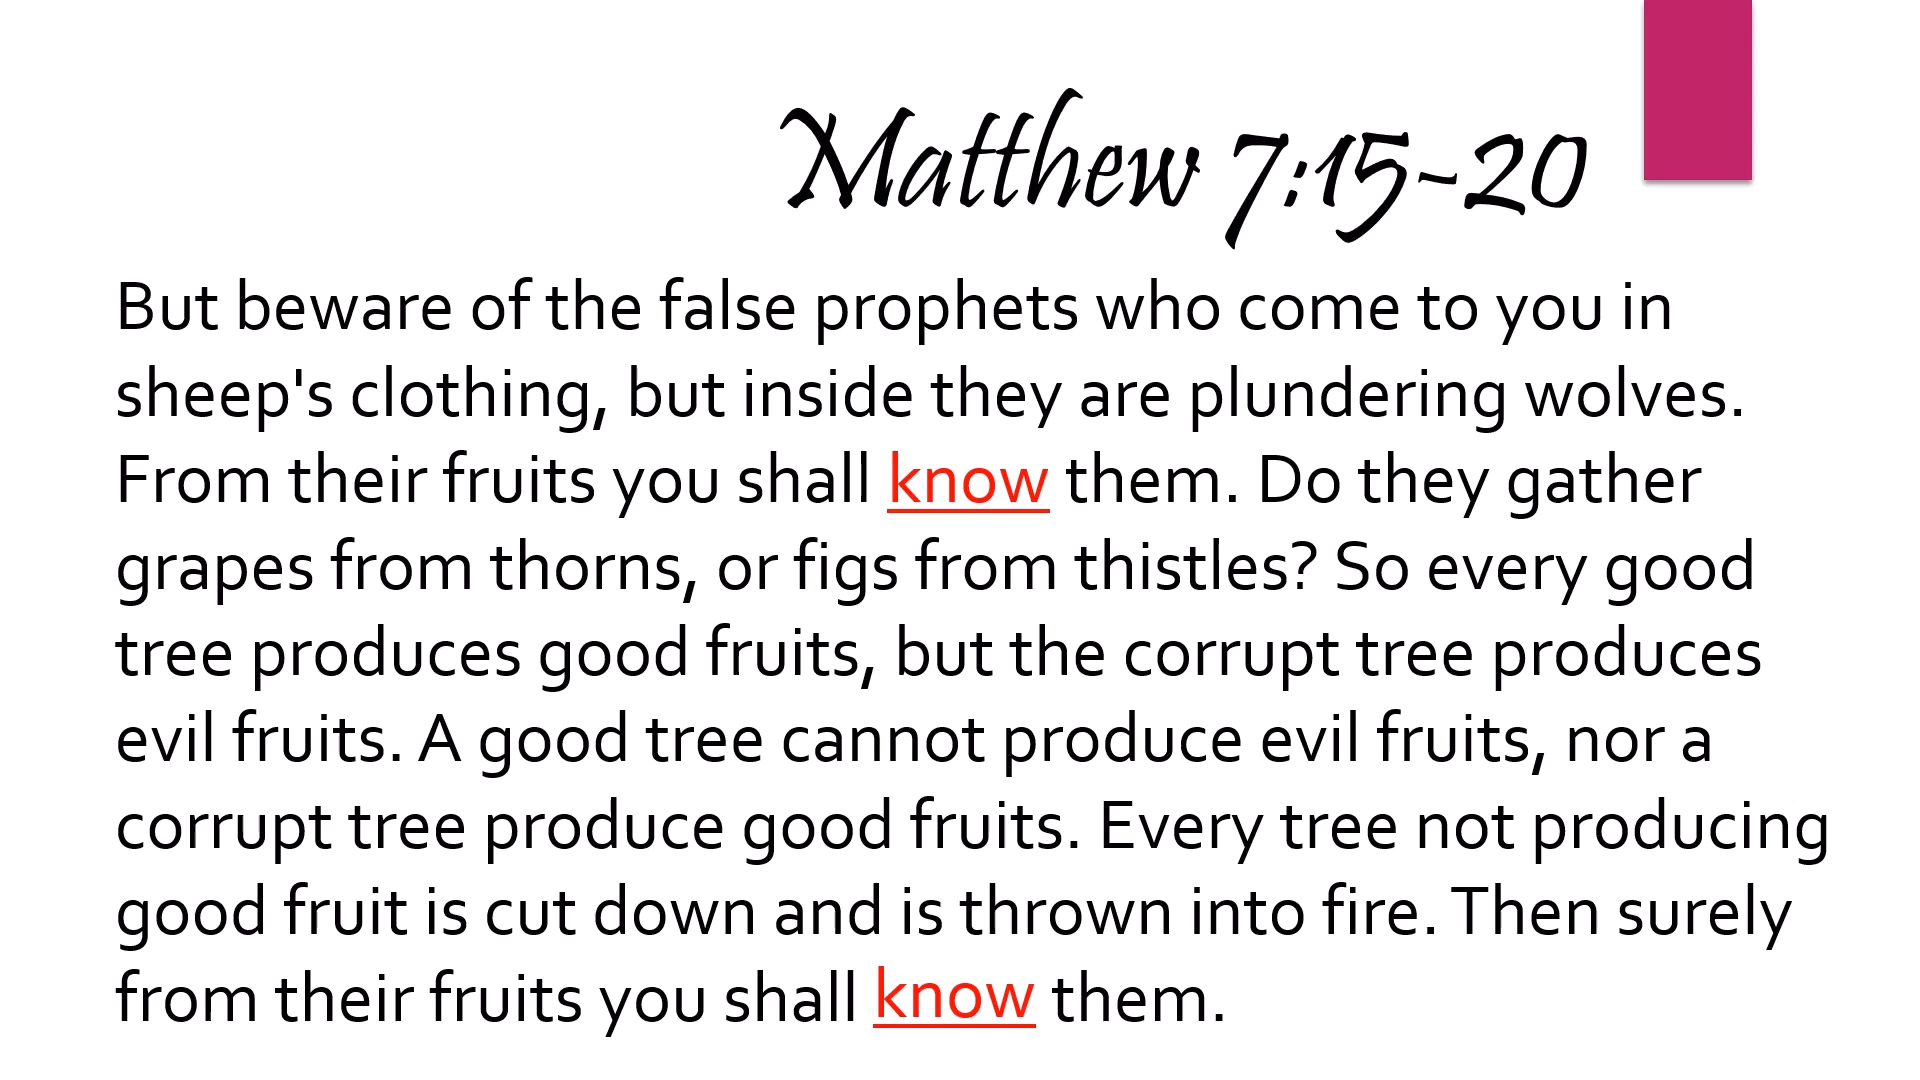 Matthew 7:15-20
But beware of the false prophets who come to you in
sheep's clothing, but inside they are plundering wolves.
From their fruits you shall know them. Do they gather
grapes from thorns, or figs from thistles? So every good
tree produces good fruits, but the corrupt tree produces
evil fruits. A good tree cannot produce evil fruits, nor a
corrupt tree produce good fruits. Every tree not producing
good fruit is cut down and is thrown into fire. Then surely
from their fruits you shall know them.